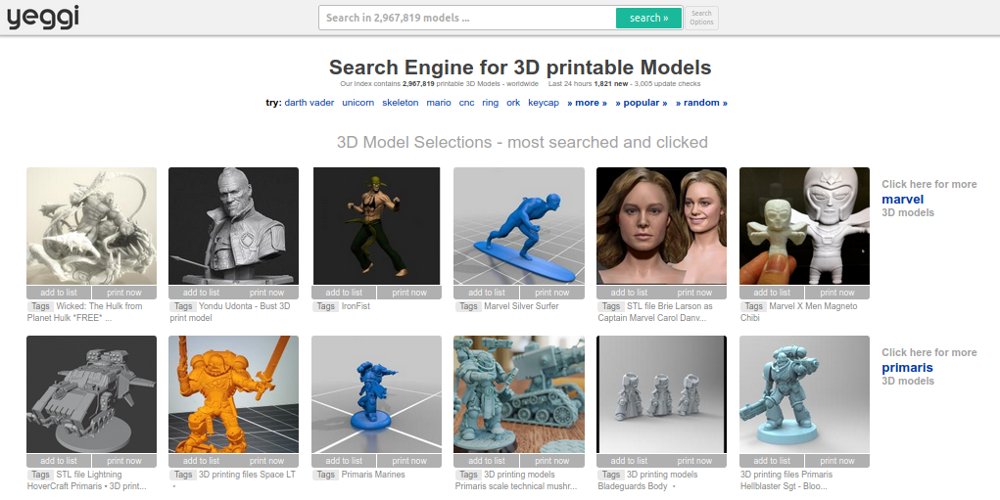 yeggi
Search in 2,967,819 models ...
search »
Search
Options
Search Engine for 3D printable Models
Our Index contains 2,967,819 printable 3D Models - worldwide Last 24 hours 1,821 new - 3,005 update checks
try: darth vader unicorn skeleton mario cnc ring ork keycap » more » » popular » » random »
3D Model Selections - most searched and clicked
add to list print now add to list print now add to list print now add to list print now add to list print now add to list print now
Tags Wicked: The Hulk from
Planet Hulk *FREE* ...
Tags Yondu Udonta - Bust 3D
print model
Tags IronFist
Tags Marvel Silver Surfer
Tags STL file Brie Larson as
Captain Marvel Carol Danv...
Tags Marvel X Men Magneto
Chibi
Click here for more
marvel
3D models
add to list print now add to list print now add to list print now add to list print now add to list print now add to list print now
Tags STL file Lightning
HoverCraft Primaris • 3D print...
Tags 3D printing files Space LT
•
Tags Primaris Marines
Tags 3D printing models
Primaris scale technical mushr...
Tags 3D printing models
Bladeguards Body •
3D printing files Primaris
Hellblaster Sgt - Bloo...
Click here for more
primaris
3D models